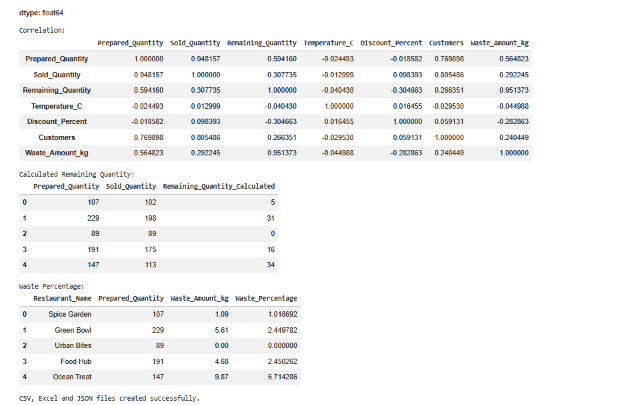 dtype: float64
Correlation:
Prepared_Quantity Sold_Quantity Remaining_Quantity Temperature_C Discount_Percent Customers Waste_Amount_kg
Prepared_Quantity 1.000000 0.948157 0.594160 -0.024493 -0.018582 0.769898 0.564823
Sold_Quantity 0.948157 1.000000 0.307735 -0.012999 0.098393 0.805486 0.292245
Remaining_Quantity 0.594160 0.307735 1.000000 -0.040430 -0.304663 0.266351 0.951373
Temperature_C -0.024493 -0.012999 -0.040430 1.000000 0.016455 -0.029530 -0.044988
Discount_Percent -0.018582 0.098393 -0.304663 0.016455 1.000000 0.059131 -0.282863
Customers 0.769898 0.805486 0.266351 -0.029530 0.059131 1.000000 0.240449
Waste_Amount_kg 0.564823 0.292245 0.951373 -0.044988 -0.282863 0.240449 1.000000
Calculated Remaining Quantity:
Prepared_Quantity Sold_Quantity Remaining_Quantity_Calculated
0 107 102 5
1 229 198 31
2 89 89 0
3 191 175 16
4 147 113 34
Waste Percentage:
Restaurant_Name Prepared_Quantity Waste_Amount_kg Waste_Percentage
0 Spice Garden 107 1.09 1.018692
1 Green Bowl 229 5.61 2.449782
2 Urban Bites 89 0.00 0.000000
3 Food Hub 191 4.68 2.450262
4 Ocean Treat 147 9.87 6.714286
CSV, Excel and JSON files created successfully.